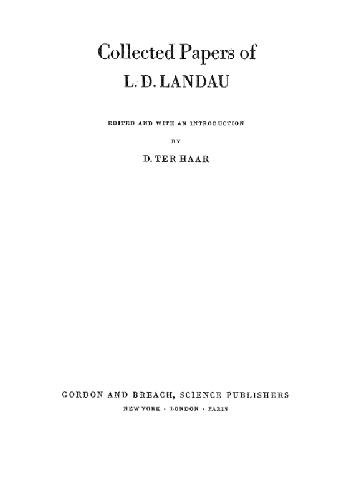 Collected Papers of
L. D. LANDAU
EDITED AND WITH AN INTRODUCTION
BY
D. TER HAAR
GORDON AND BREACH, SCIENCE PUBLISHERS
NEW YORK · LONDON · PARIS